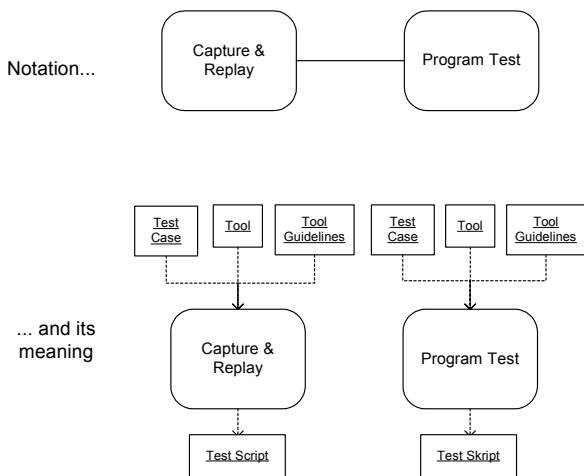 Notation...
Capture &
Replay
Program Test
Test
Case
Tool
Tool
Guidelines
Test
Case
Tool
Tool
Guidelines
... and its
meaning
Capture &
Replay
Program Test
Test Script
Test Skript